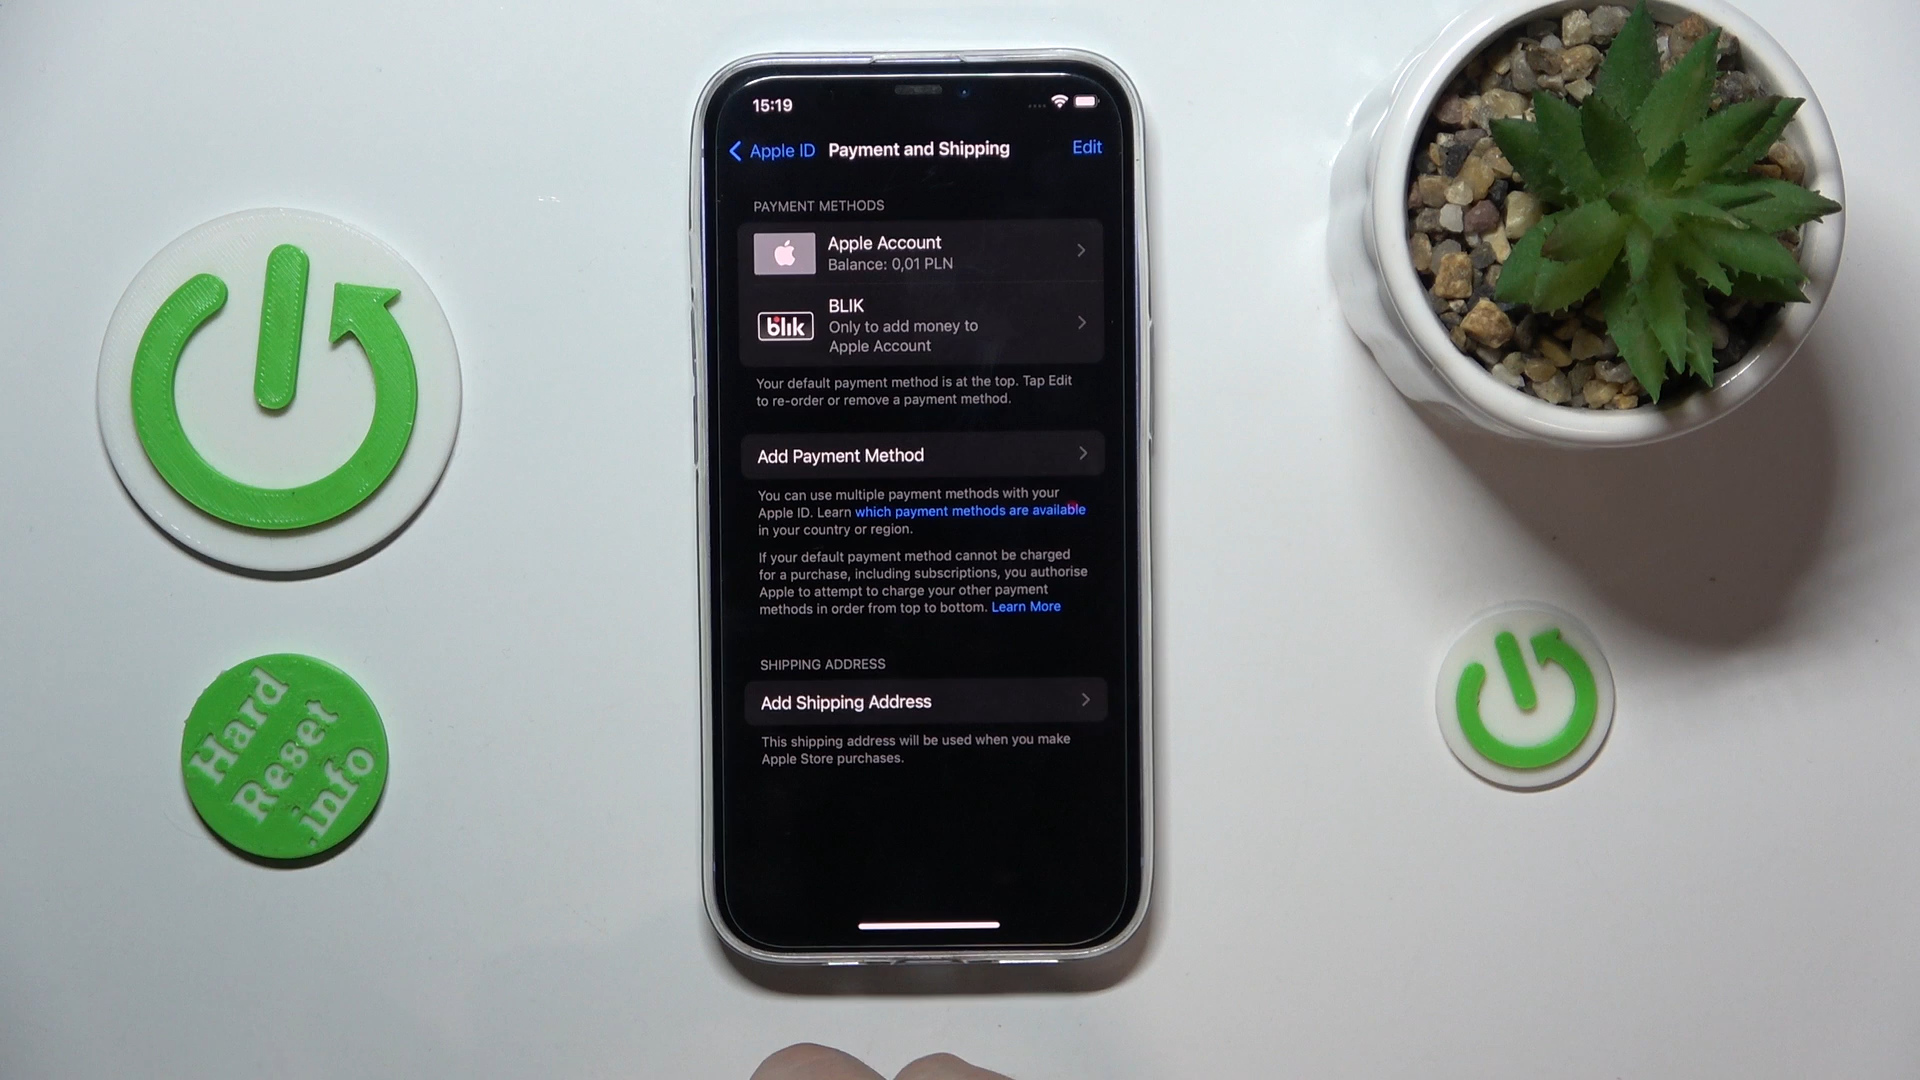 15:19
Apple ID Payment and Shipping Edit
PAYMENT METHODS
Apple Account
Balance: 0,01 PLN
blik
BLIK
Only to add money to
Apple Account
Your default payment method is at the top. Tap Edit
to re-order or remove a payment method.
Add Payment Method
You can use multiple payment methods with your
Apple ID. Learn which payment methods are available
in your country or region.
If your default payment method cannot be charged
for a purchase, including subscriptions, you authorise
Apple to attempt to charge your other payment
methods in order from top to bottom. Learn More
SHIPPING ADDRESS
Add Shipping Address
This shipping address will be used when you make
Apple Store purchases.
Hard
Reset
.info